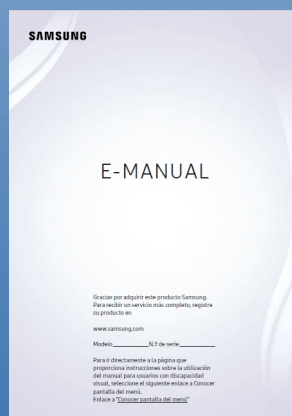 SAMSUNG
E-MANUAL
Gracias por adquirir este producto Samsung.
Para recibir un servicio más completo, registre
su producto en
www.samsung.com
Modelo______________ N.º de serie______________
Para ir directamente a la página que
proporciona instrucciones sobre la utilización
del manual para usuarios con discapacidad
visual, seleccione el siguiente enlace a Conocer
pantalla del menú.
Enlace a "Conocer pantalla del menú"